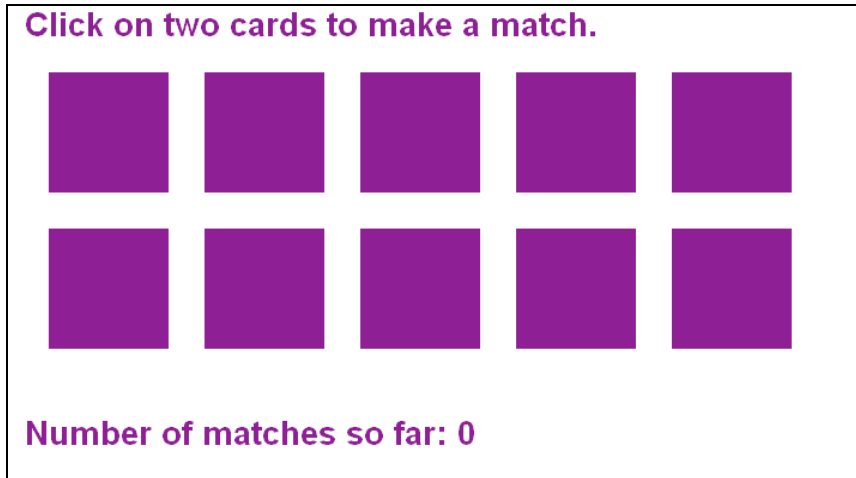 Click on two cards to make a match.
Number of matches so far: 0